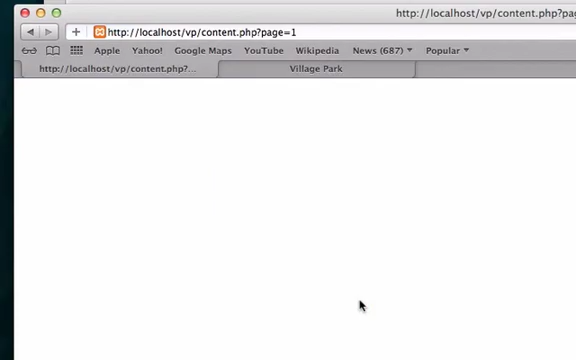 http://localhost/vp/content.php?pa
http://localhost/vp/content.php?page=1
Apple Yahoo! Google Maps YouTube Wikipedia News (687) Popular
http://localhost/vp/content.php?... Village Park